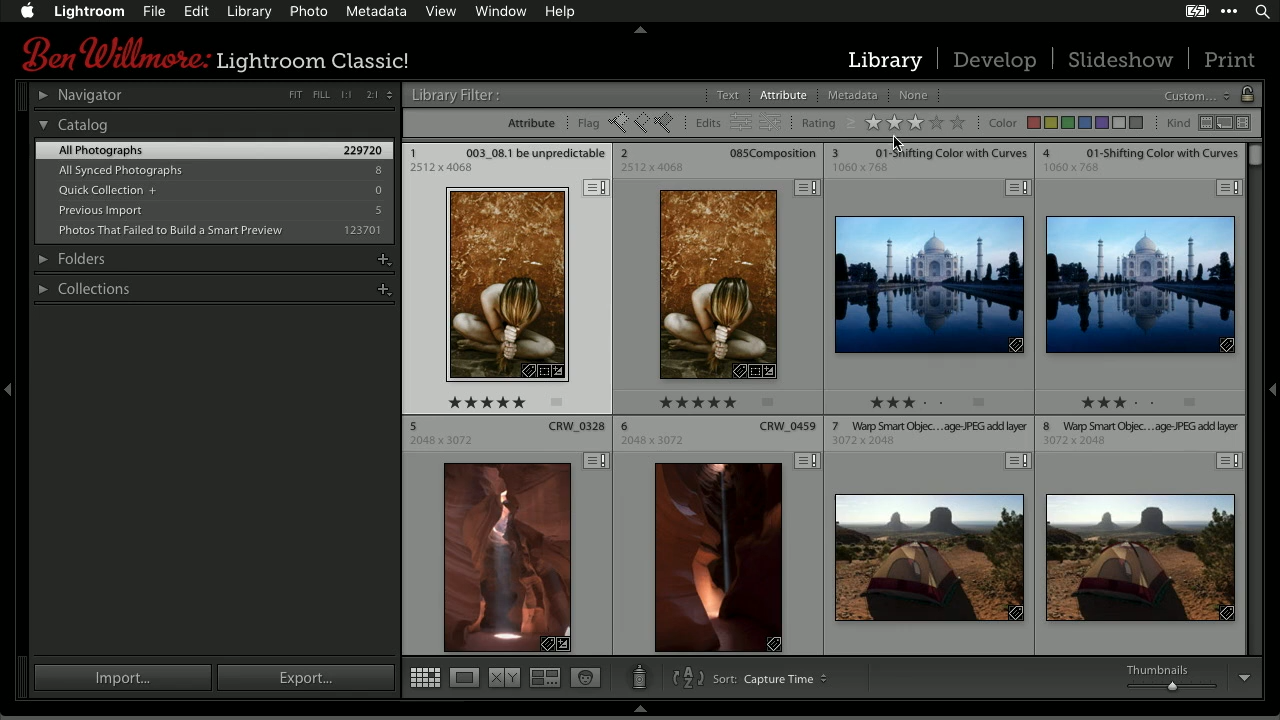 Lightroom File Edit Library Photo Metadata View Window Help
Ben Willmore: Lightroom Classic!
Library Develop Slideshow Print
Navigator FIT FILL 1:1 2:1
Library Filter : Text Attribute Metadata None Custom...
Catalog
Attribute Flag Edits Rating ≥ Color Kind
All Photographs 229720
All Synced Photographs 8
Quick Collection + 0
Previous Import 5
Photos That Failed to Build a Smart Preview 123701
Folders
Collections
1 003_08.1 be unpredictable
2512 x 4068
2 085Composition
2512 x 4068
3 01-Shifting Color with Curves
1060 x 768
4 01-Shifting Color with Curves
1060 x 768
5 CRW_0328
2048 x 3072
6 CRW_0459
2048 x 3072
7 Warp Smart Objec...age-JPEG add layer
3072 x 2048
8 Warp Smart Objec...age-JPEG add layer
3072 x 2048
Import... Export...
X Y
A Z Sort: Capture Time
Thumbnails